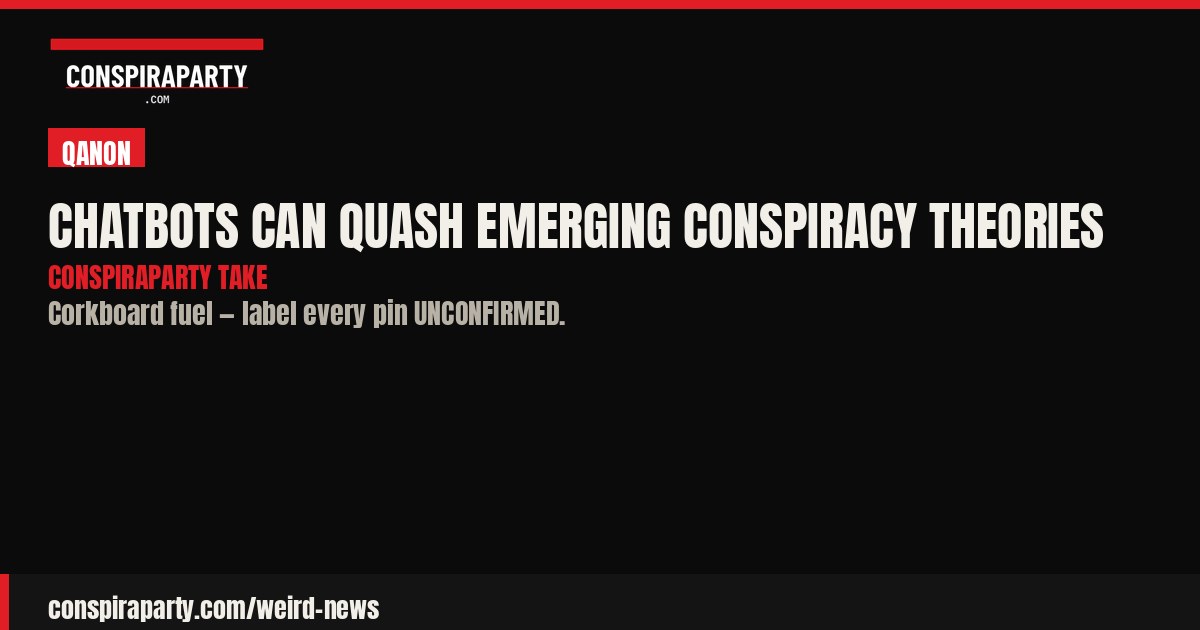 CONSPIRAPARTY
.COM
QANON
CHATBOTS CAN QUASH EMERGING CONSPIRACY THEORIES
CONSPIRAPARTY TAKE
Corkboard fuel — label every pin UNCONFIRMED.
conspiraparty.com/weird-news